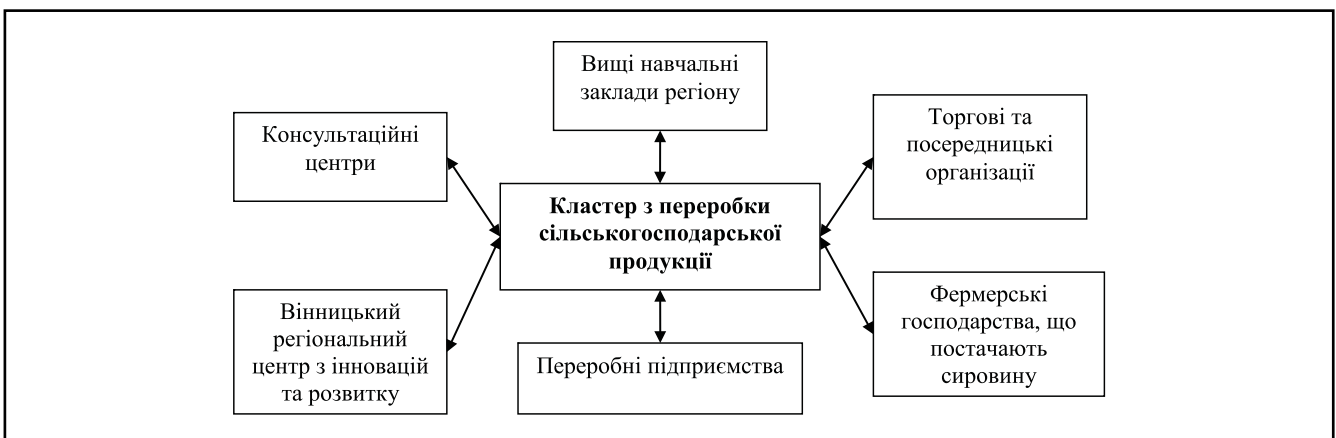 Вищі навчальні
заклади регіону
Консультаційні
центри
Торгові та
посередницькі
організації
Кластер з переробки
сільськогосподарської
продукції
Вінницький
регіональний
центр з інновацій
та розвитку
Переробні підприємства
Фермерські
господарства, що
постачають
сировину